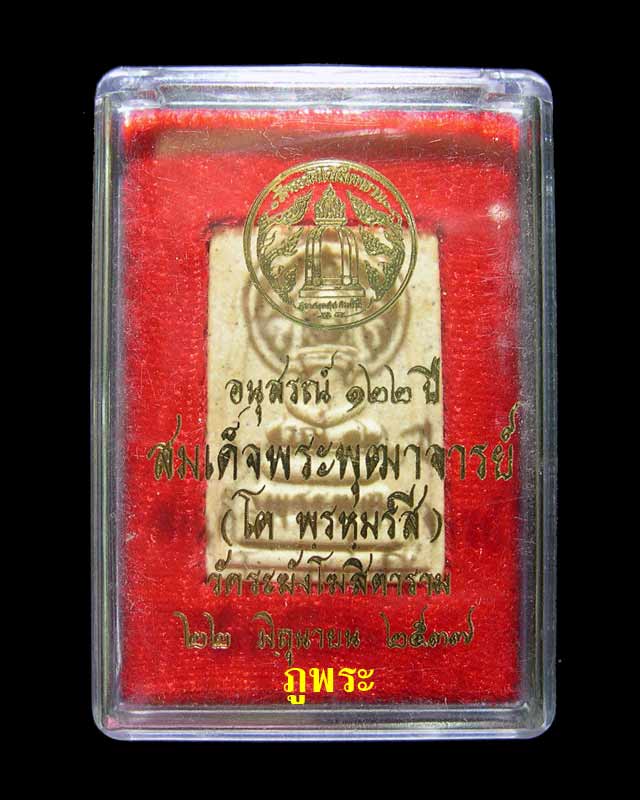 อนุสรณ์ ๑๒๒ ปี
สมเด็จพระพุฒาจารย์
(โต พฺรหฺมรํสี)
วัดระฆังโฆสิตาราม
๒๒ มิถุนายน ๒๕๓๗
ภูพระ